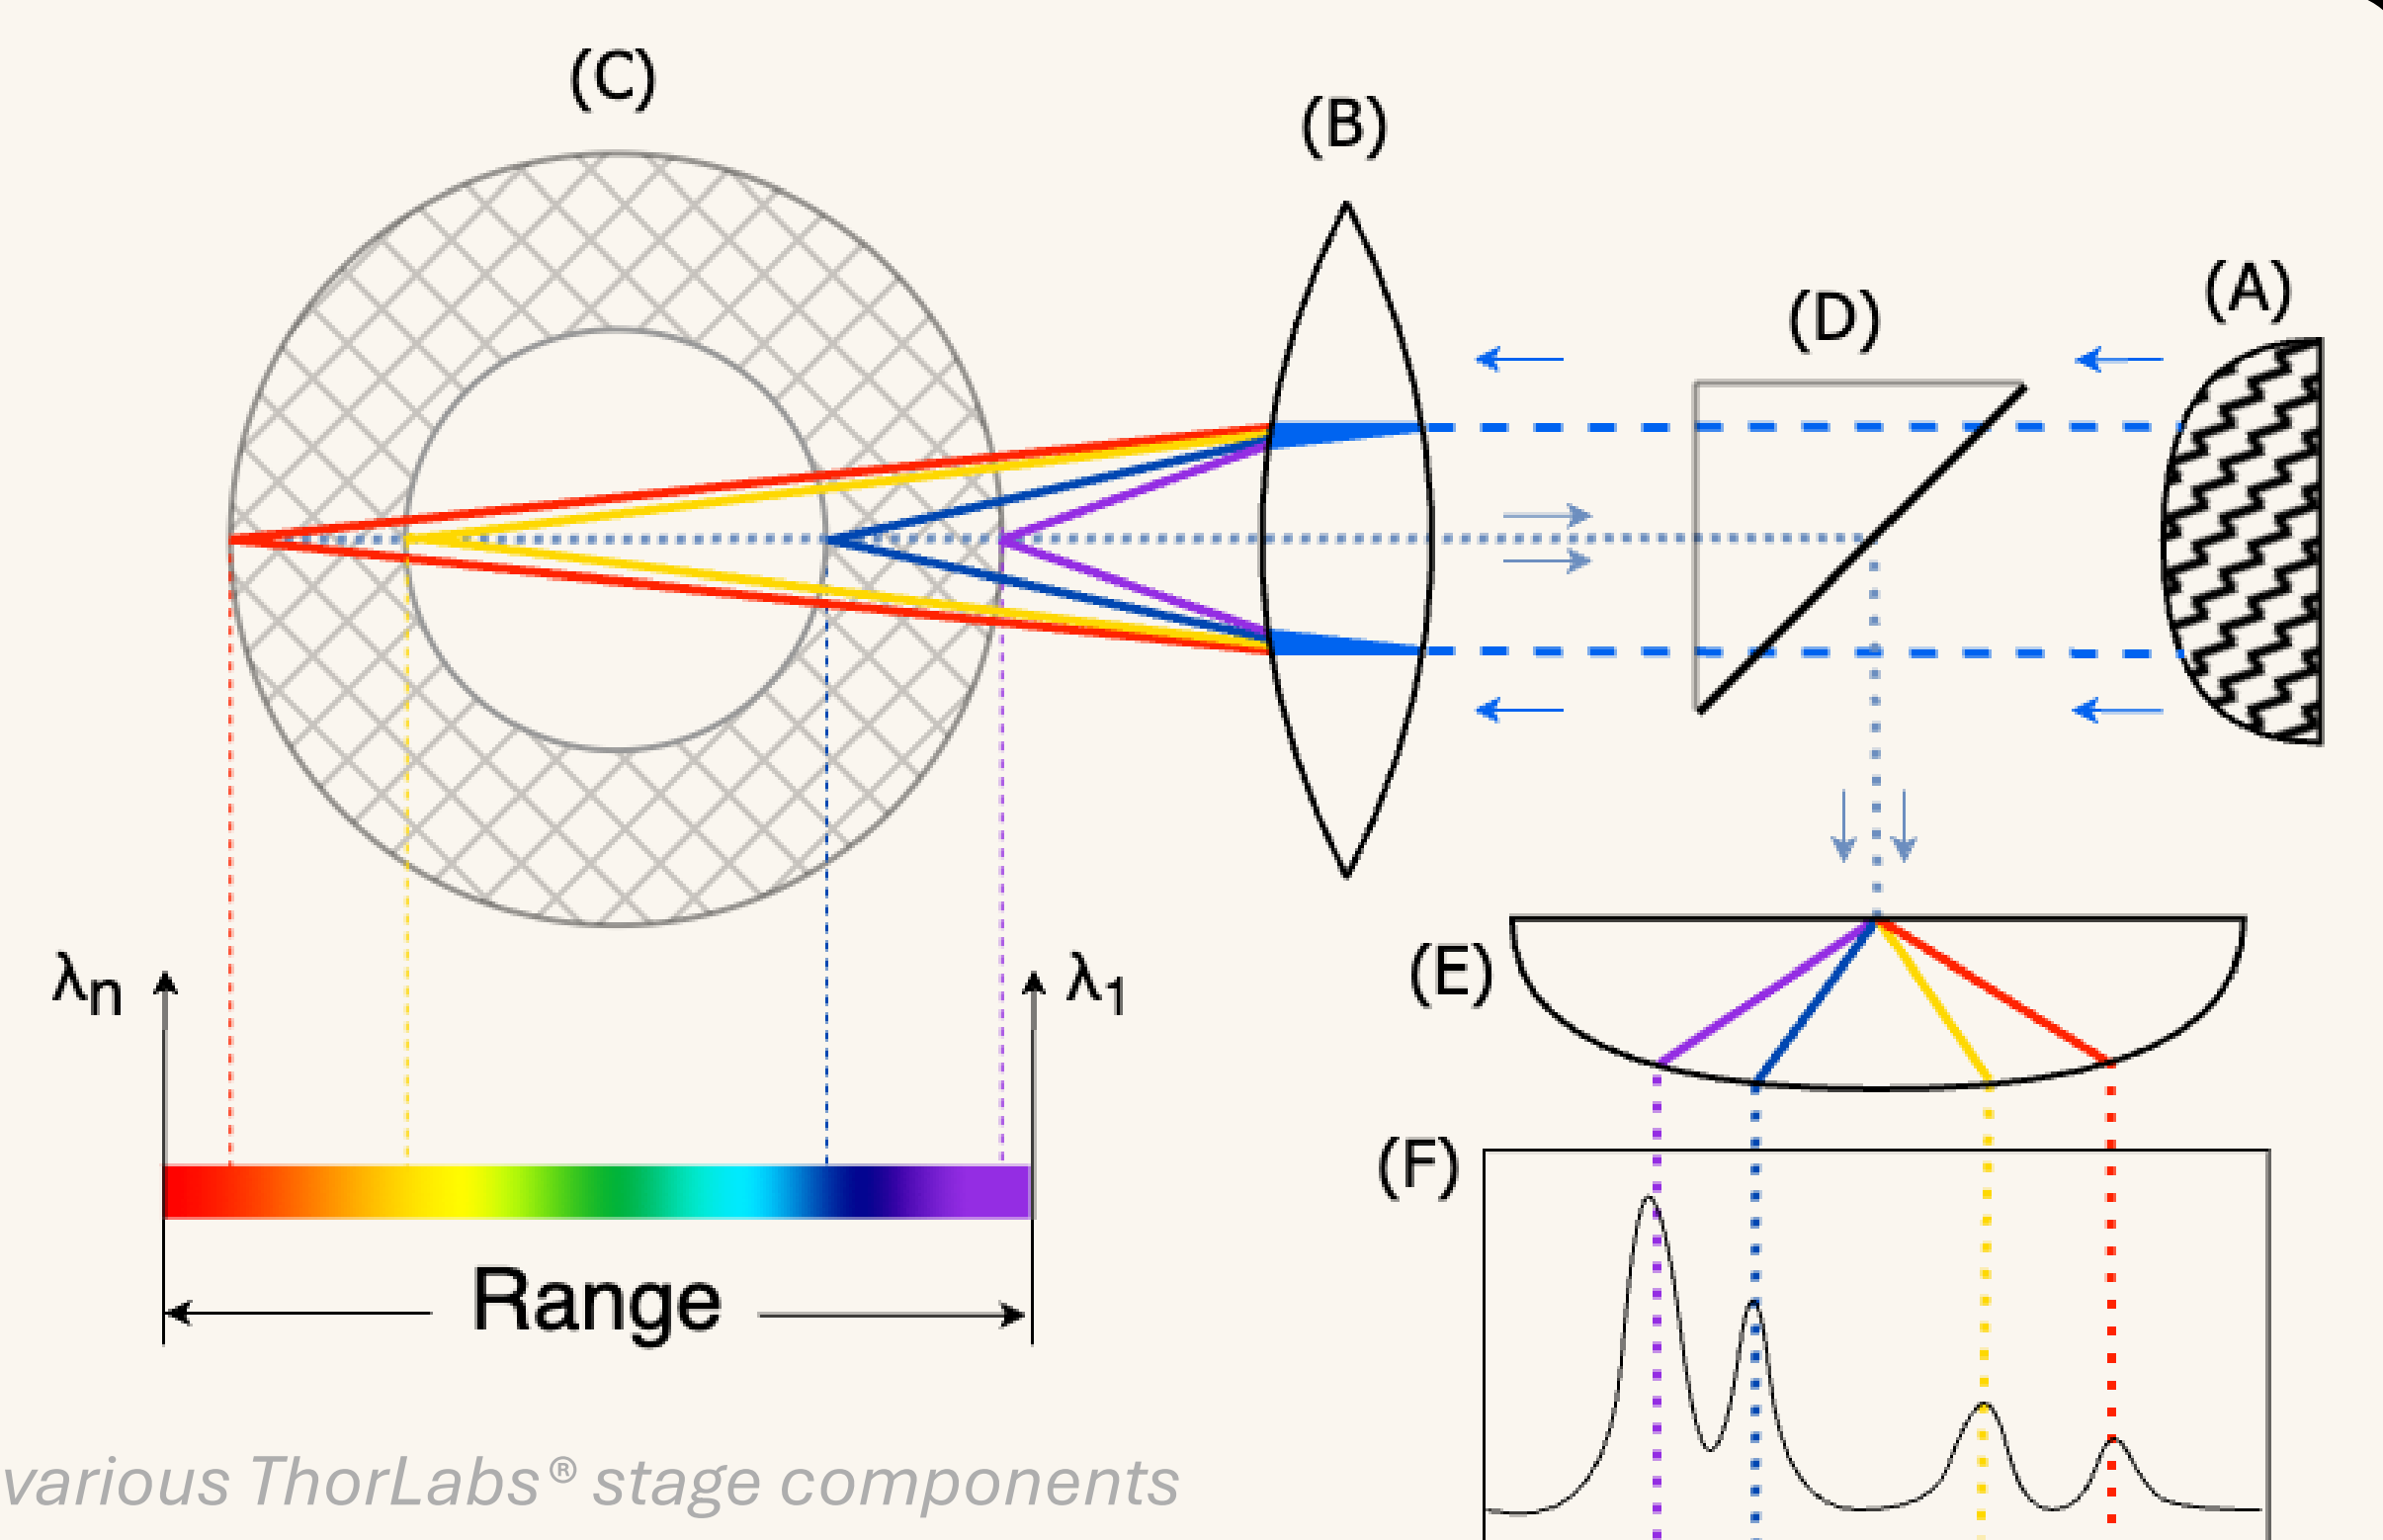 (C)
(B)
(A)
(D)
λn
λ1
(E)
(F)
Range
various ThorLabs® stage components